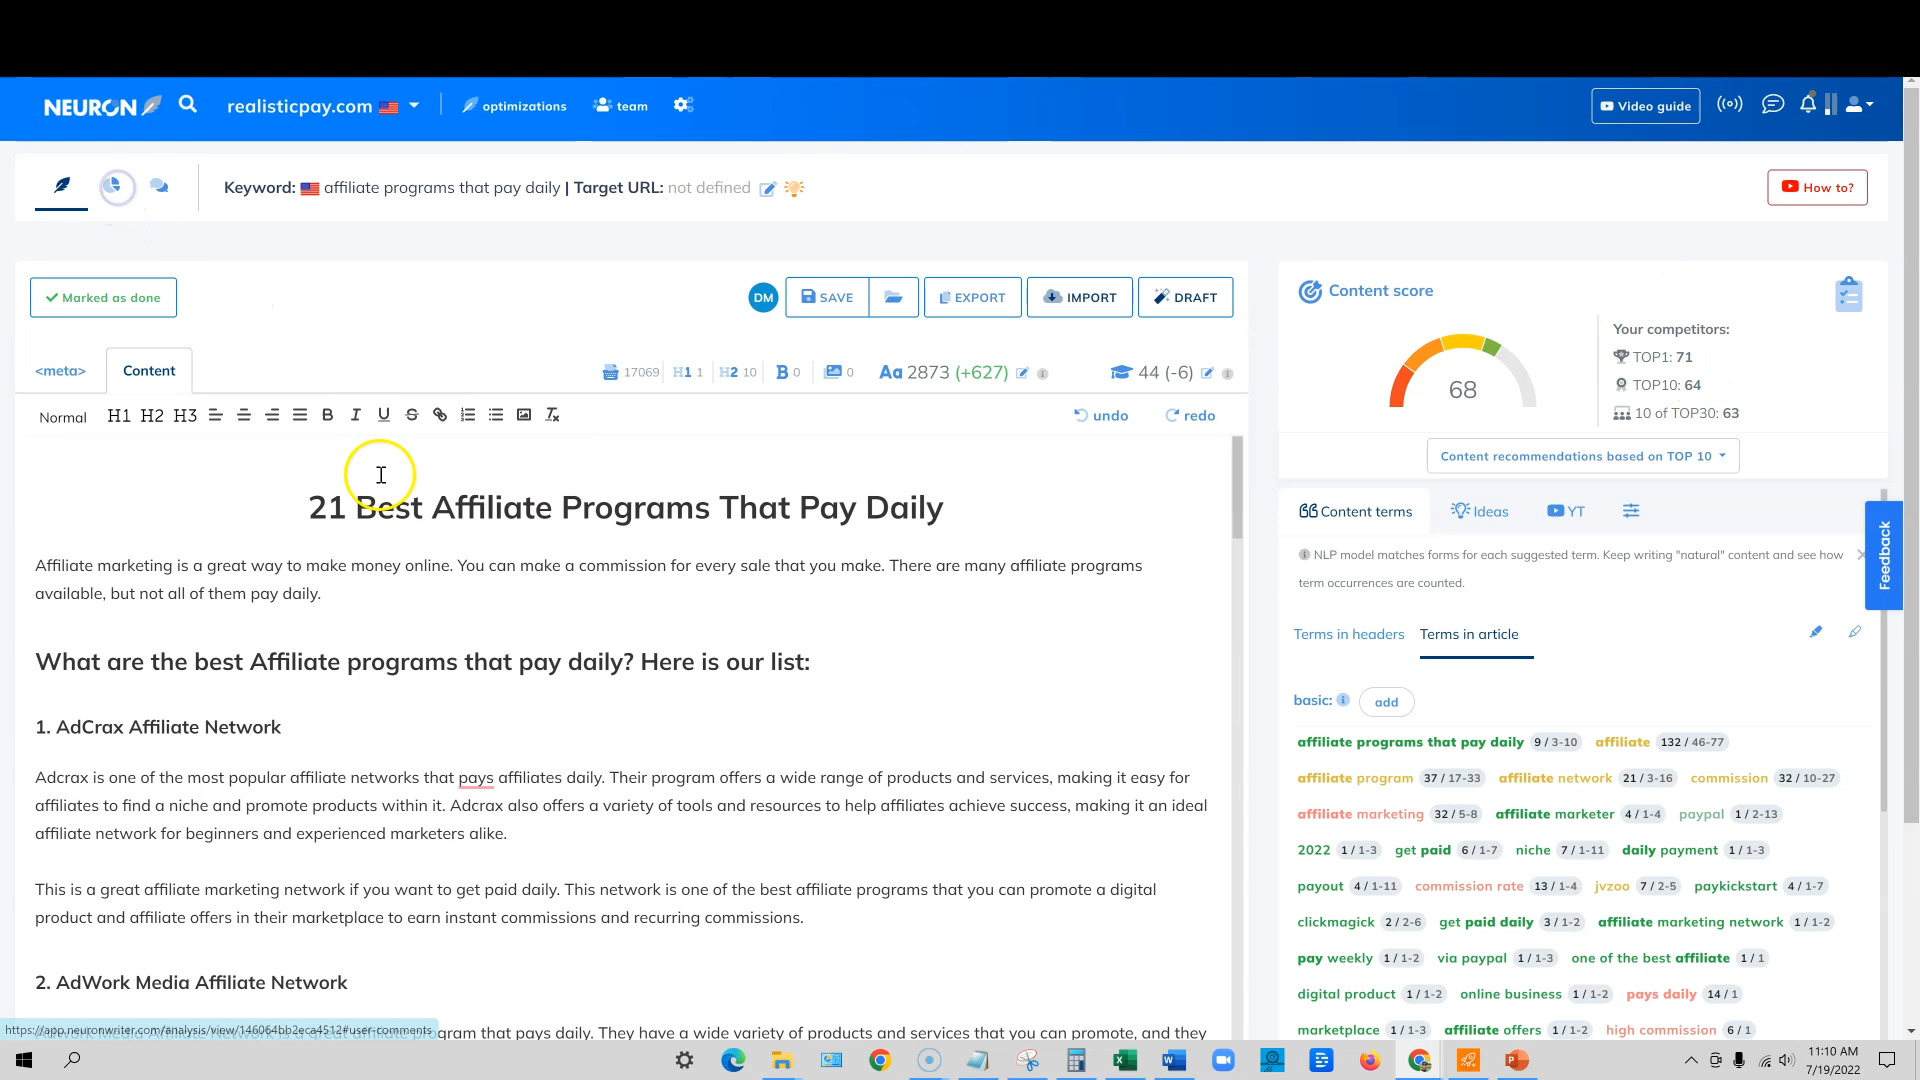 NEURON
realisticpay.com
optimizations
team
Video guide
Keyword: affiliate programs that pay daily | Target URL: not defined
How to?
Marked as done
DM
SAVE
EXPORT
IMPORT
DRAFT
<meta>
Content
17069
H1 1
H2 10
B 0
0
Aa 2873 (+627)
44 (-6)
Normal
H1 H2 H3
undo
redo
21 Best Affiliate Programs That Pay Daily
Affiliate marketing is a great way to make money online. You can make a commission for every sale that you make. There are many affiliate programs
available, but not all of them pay daily.
What are the best Affiliate programs that pay daily? Here is our list:
1. AdCrax Affiliate Network
Adcrax is one of the most popular affiliate networks that pays affiliates daily. Their program offers a wide range of products and services, making it easy for
affiliates to find a niche and promote products within it. Adcrax also offers a variety of tools and resources to help affiliates achieve success, making it an ideal
affiliate network for beginners and experienced marketers alike.
This is a great affiliate marketing network if you want to get paid daily. This network is one of the best affiliate programs that you can promote a digital
product and affiliate offers in their marketplace to earn instant commissions and recurring commissions.
2. AdWork Media Affiliate Network
gram that pays daily. They have a wide variety of products and services that you can promote, and they
https://app.neuronwriter.com/analysis/view/146064bb2eca4512#user-comments
Content score
68
Your competitors:
TOP1: 71
TOP10: 64
10 of TOP30: 63
Content recommendations based on TOP 10
Content terms
Ideas
YT
Feedback
NLP model matches forms for each suggested term. Keep writing "natural" content and see how
term occurrences are counted.
Terms in headers
Terms in article
basic:
add
affiliate programs that pay daily 9 / 3-10 affiliate 132 / 46-77
affiliate program 37 / 17-33 affiliate network 21 / 3-16 commission 32 / 10-27
affiliate marketing 32 / 5-8 affiliate marketer 4 / 1-4 paypal 1 / 2-13
2022 1 / 1-3 get paid 6 / 1-7 niche 7 / 1-11 daily payment 1 / 1-3
payout 4 / 1-11 commission rate 13 / 1-4 jvzoo 7 / 2-5 paykickstart 4 / 1-7
clickmagick 2 / 2-6 get paid daily 3 / 1-2 affiliate marketing network 1 / 1-2
pay weekly 1 / 1-2 via paypal 1 / 1-3 one of the best affiliate 1 / 1
digital product 1 / 1-2 online business 1 / 1-2 pays daily 14 / 1
marketplace 1 / 1-3 affiliate offers 1 / 1-2 high commission 6 / 1
11:10 AM
7/19/2022